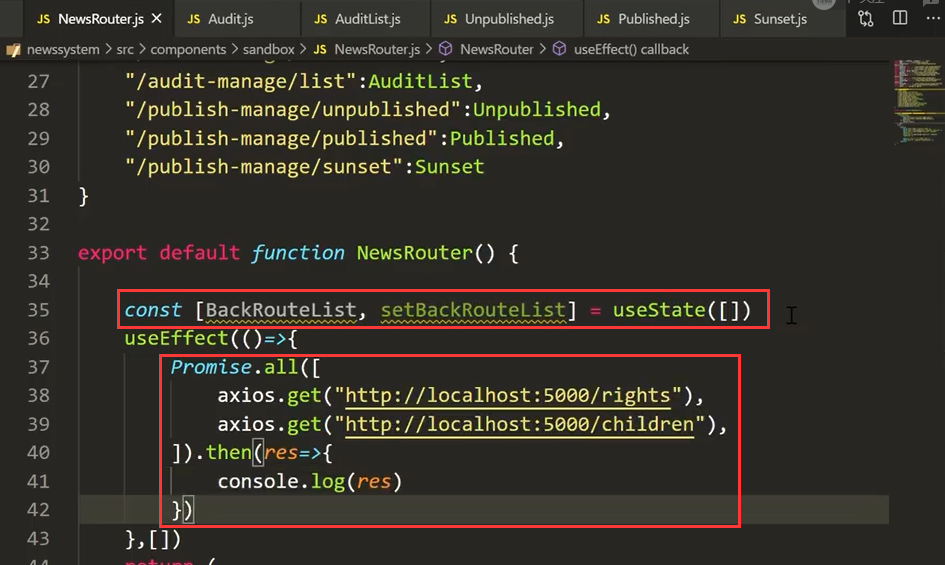 JS NewsRouter.js × JS Audit.js JS AuditList.js JS Unpublished.js JS Published.js JS Sunset.js
newssystem > src > components > sandbox > JS NewsRouter.js > NewsRouter > useEffect() callback
27 "/audit-manage/list":AuditList,
28 "/publish-manage/unpublished":Unpublished,
29 "/publish-manage/published":Published,
30 "/publish-manage/sunset":Sunset
31 }
32
33 export default function NewsRouter() {
34
35 const [BackRouteList, setBackRouteList] = useState([])
36 useEffect(()=>{
37 Promise.all([
38 axios.get("http://localhost:5000/rights"),
39 axios.get("http://localhost:5000/children"),
40 ]).then(res=>{
41 console.log(res)
42 })
43 },[])
44 return (